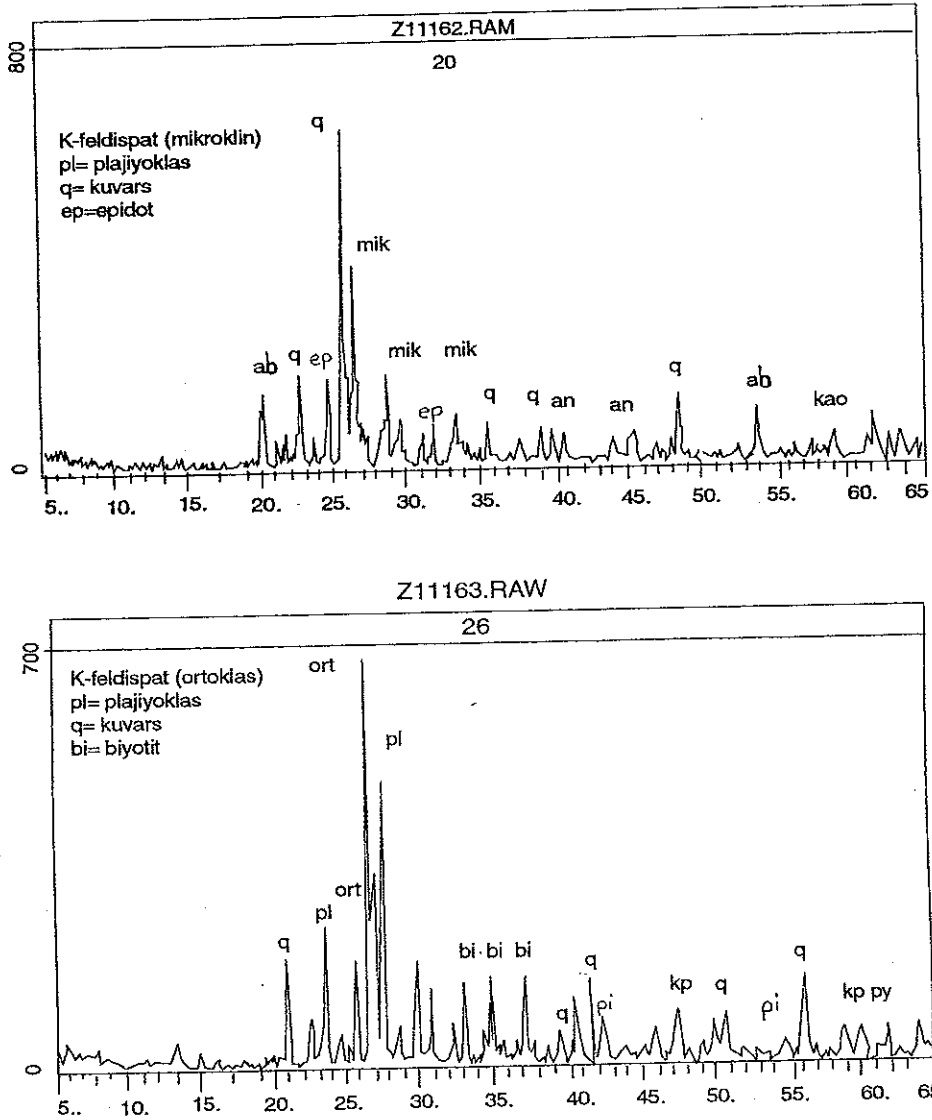 Z11162.RAM
800
20
K-feldispat (mikroklin)
pl= plajiyoklas
q= kuvars
ep=epidot
q
mik
ab
q
ep
mik
mik
ep
q
q
an
an
q
ab
kao
0
5.. 10. 15. 20. 25. 30. 35. 40. 45. 50. 55. 60. 65
Z11163.RAW
700
26
K-feldispat (ortoklas)
pl= plajiyoklas
q= kuvars
bi= biyotit
ort
pl
ort
pl
q
bi bi bi
q
q
pi
kp
q
pi
q
kp py
0
5.. 10. 15. 20. 25. 30. 35. 40. 45. 50. 55. 60. 65